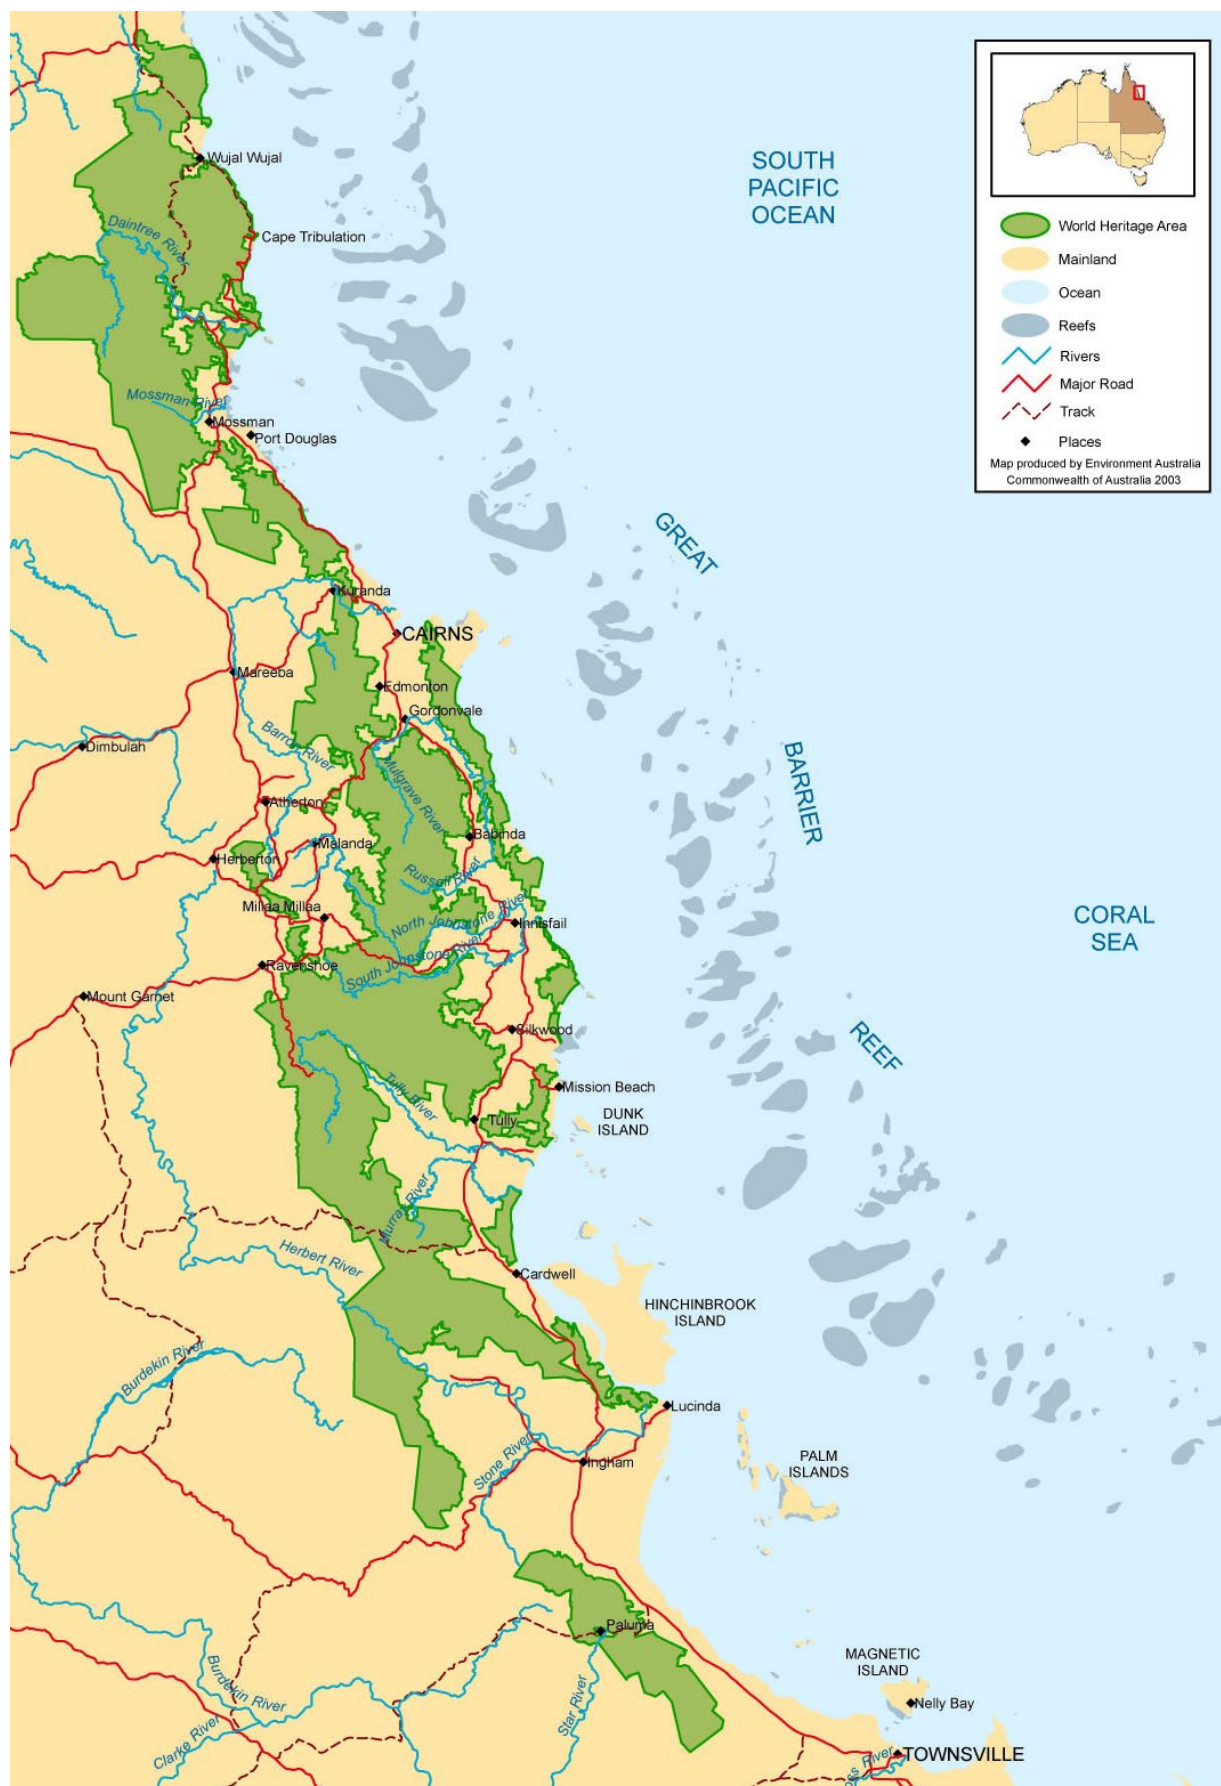 SOUTH
PACIFIC
OCEAN
World Heritage Area
Mainland
Ocean
Reefs
Rivers
Major Road
Track
Places
Map produced by Environment Australia
Commonwealth of Australia 2003
Wujal Wujal
Daintree River
Cape Tribulation
Mossman River
Mossman
Port Douglas
GREAT
Kuranda
CAIRNS
Mareeba
Edmonton
Gordonvale
Barron River
Dimbulah
BARRIER
Mulgrave River
Atherton
Babinda
Malanda
Herberton
Russell River
Millaa Millaa
North Johnstone River
Innisfail
CORAL
SEA
South Johnstone River
Ravenshoe
Mount Garnet
Silkwood
REEF
Tully River
Mission Beach
DUNK
ISLAND
Tully
Murray River
Herbert River
Cardwell
HINCHINBROOK
ISLAND
Burdekin River
Lucinda
Stone River
Ingham
PALM
ISLANDS
Paluma
MAGNETIC
ISLAND
Burdekin River
Star River
Nelly Bay
Clarke River
TOWNSVILLE
River